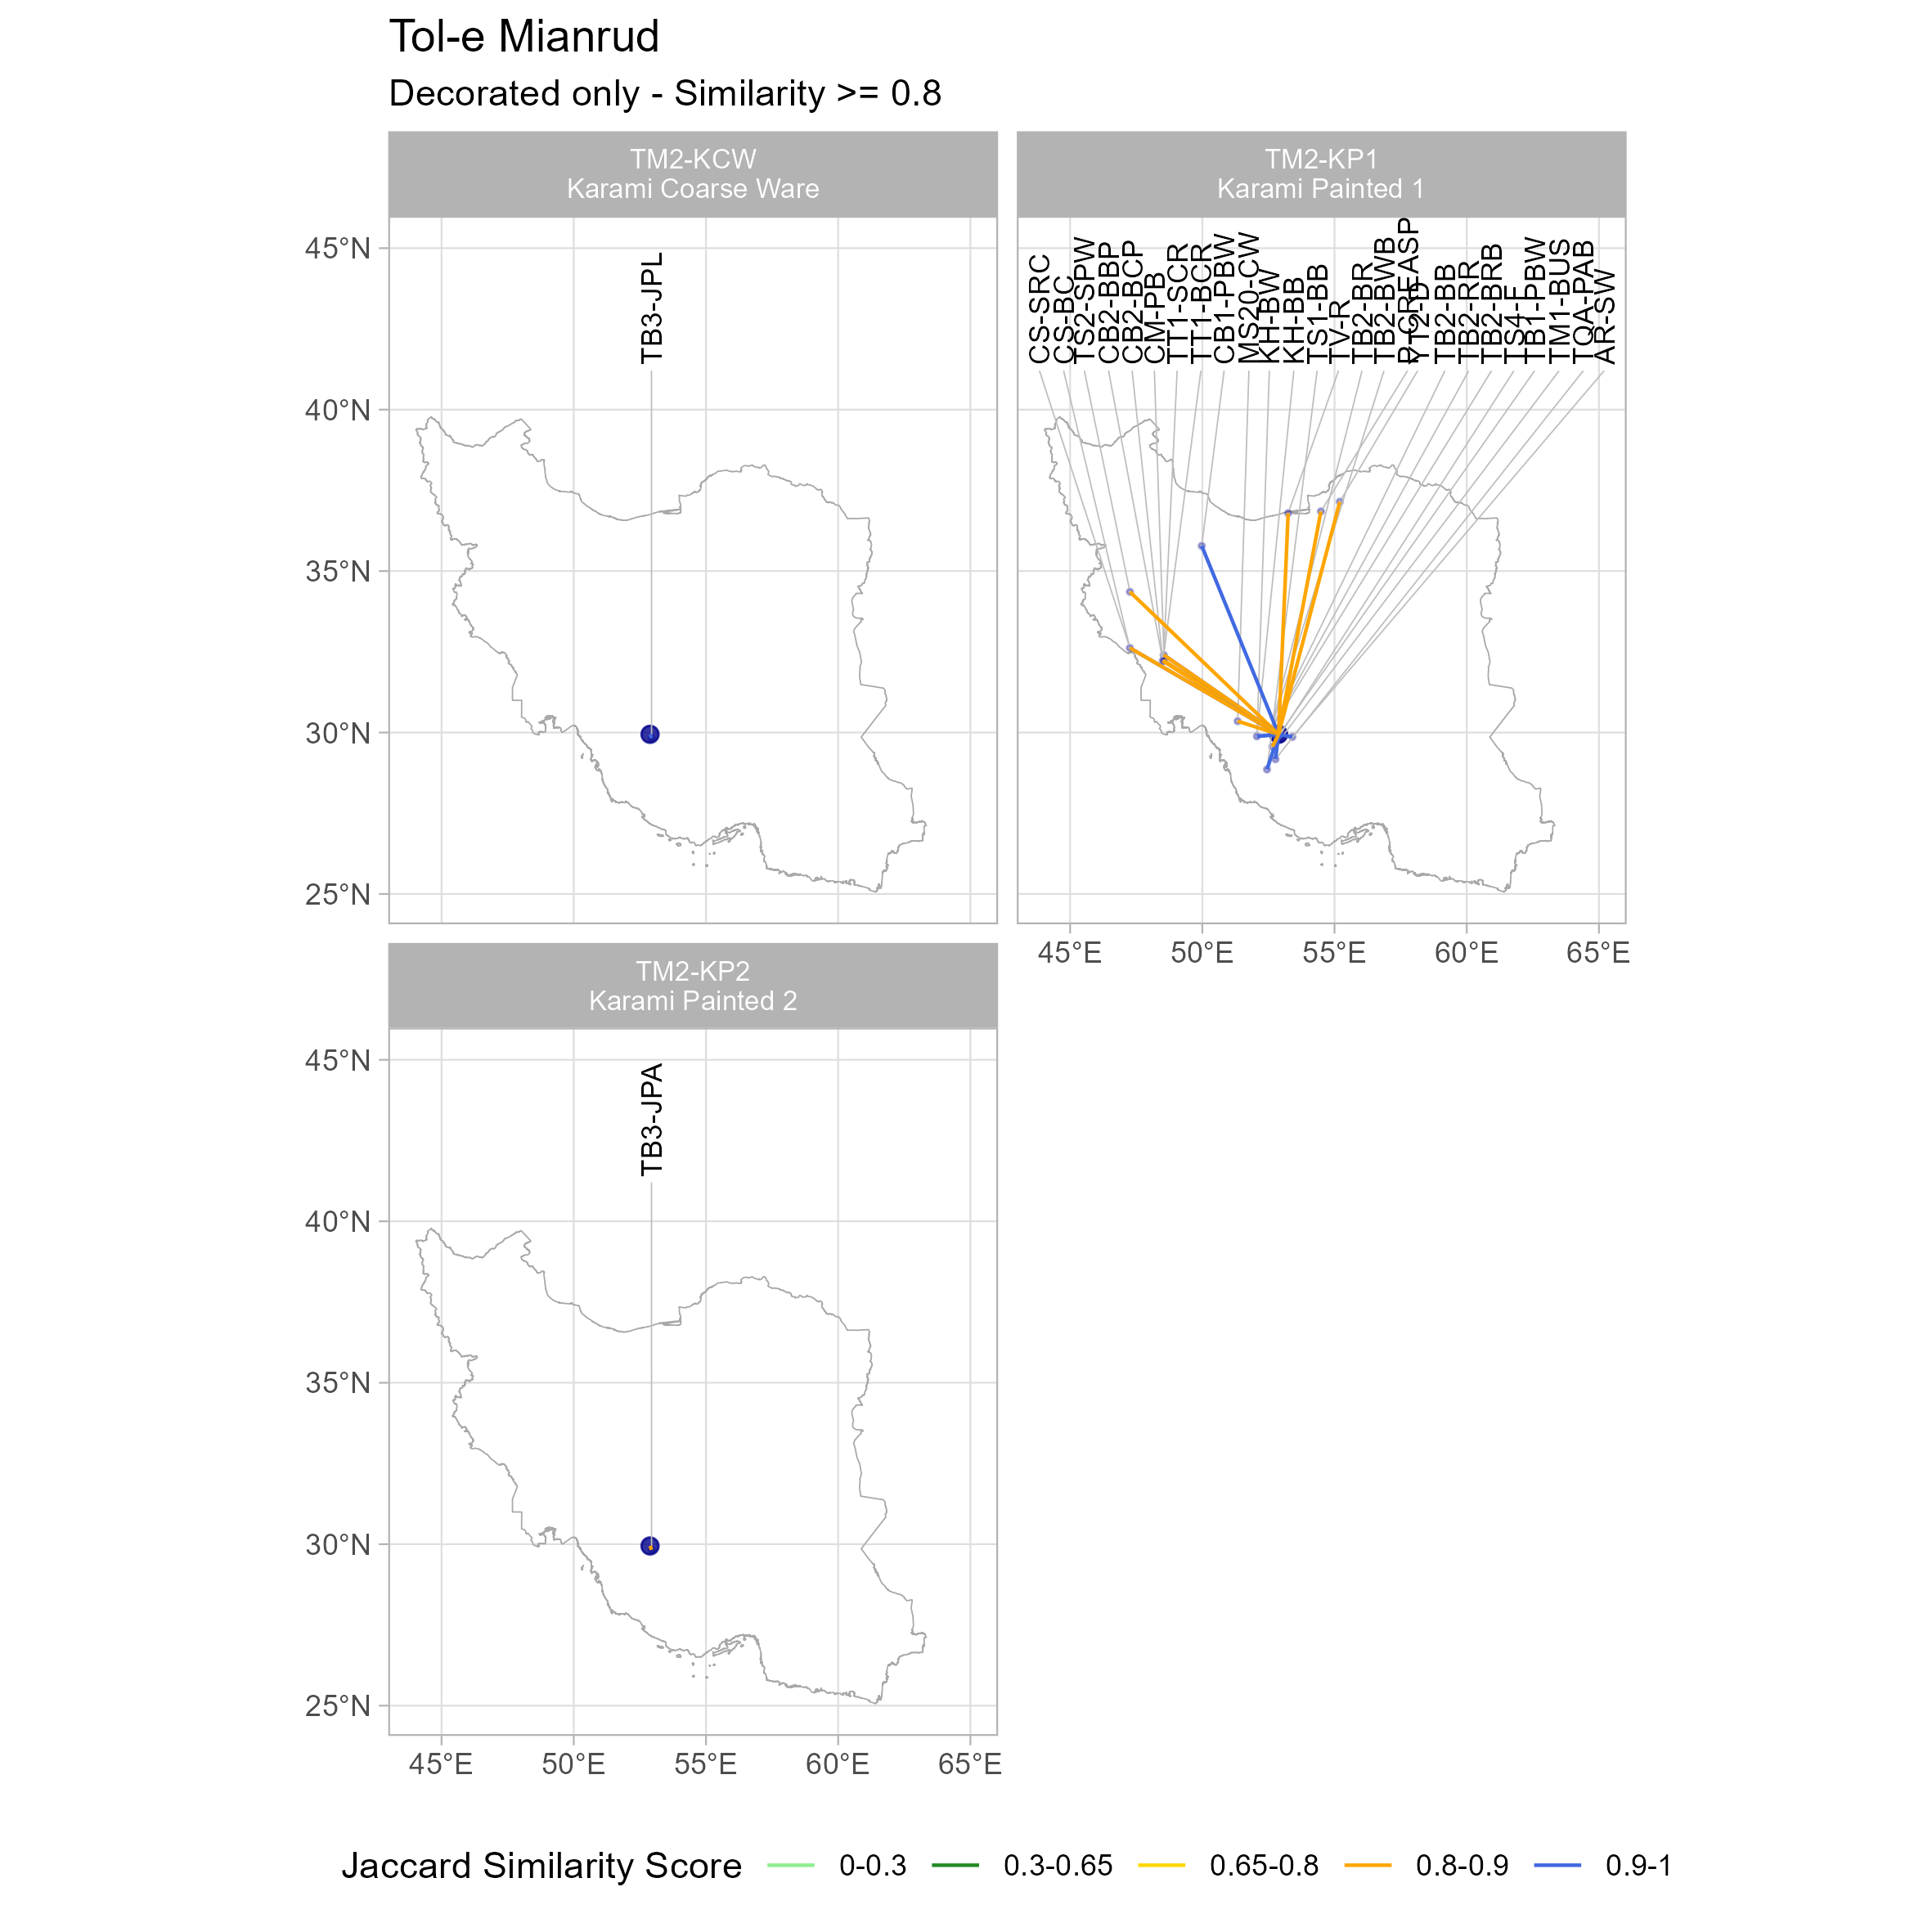 Tol-e Mianrud
Decorated only - Similarity >= 0.8
TM2-KCW
Karami Coarse Ware
45°N
40°N
35°N
30°N
25°N
TB3-JPL
TM2-KP1
Karami Painted 1
CS-SRC
CS-BC
TS2-SPW
CB2-BBP
CB2-BCP
CM-PB
TT1-SCR
TT1-BCR
CB1-PBW
MS20-CW
KH-BW
KH-BB
TS1-BB
TV-R
TB2-BR
TB2-BWB
TB2-BB
TB2-RR
TB2-BRB
TS4-F
TB1-PBW
TM1-BUS
TOA-PAB
AR-SW
45°E
50°E
55°E
60°E
65°E
TM2-KP2
Karami Painted 2
45°N
40°N
35°N
30°N
25°N
TB3-JPA
45°E
50°E
55°E
60°E
65°E
Jaccard Similarity Score 0-0.3 0.3-0.65 0.65-0.8 0.8-0.9 0.9-1